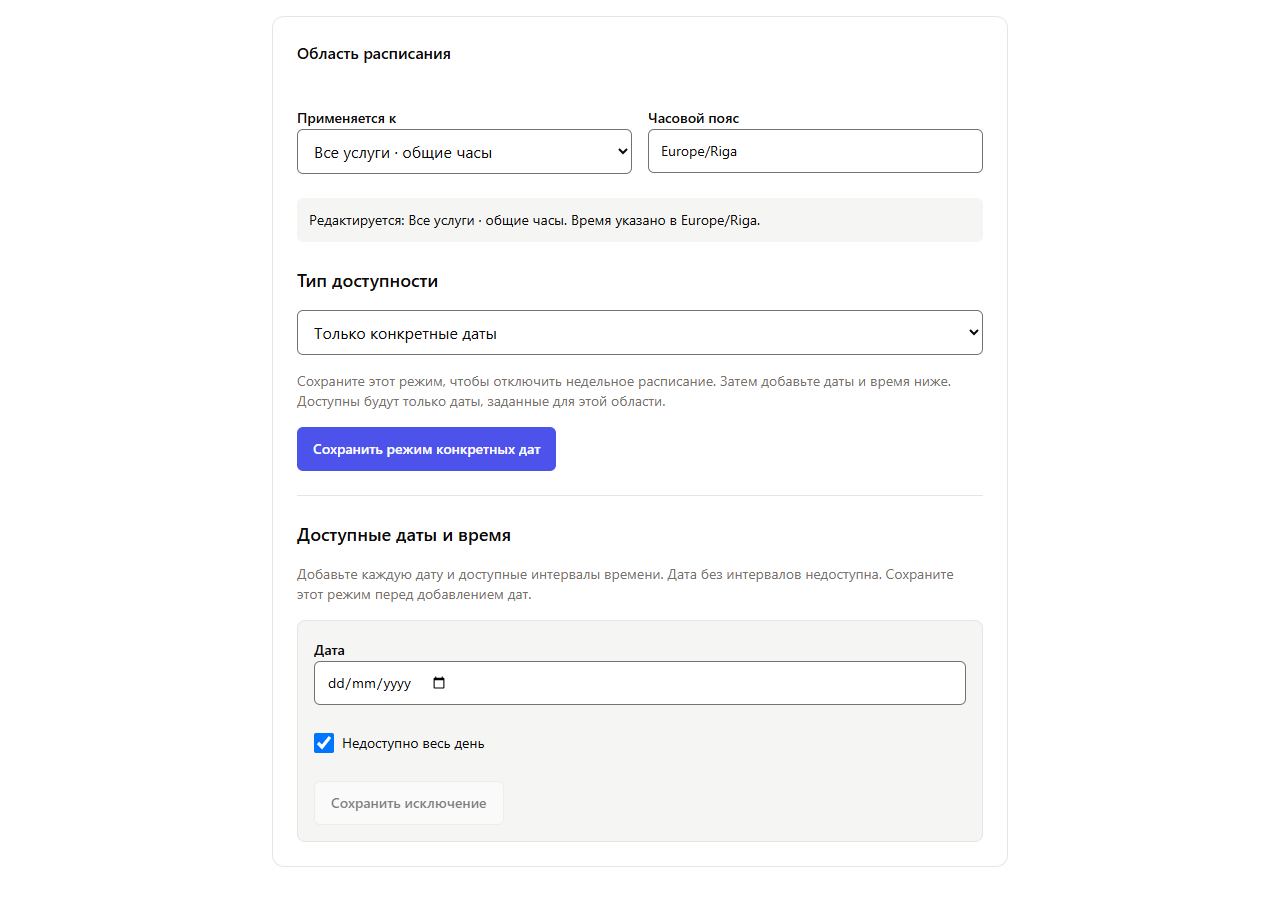 Область расписания
Применяется к
Часовой пояс
Все услуги · общие часы
Europe/Riga
Редактируется: Все услуги · общие часы. Время указано в Europe/Riga.
Тип доступности
Только конкретные даты
Сохраните этот режим, чтобы отключить недельное расписание. Затем добавьте даты и время ниже.
Доступны будут только даты, заданные для этой области.
Сохранить режим конкретных дат
Доступные даты и время
Добавьте каждую дату и доступные интервалы времени. Дата без интервалов недоступна. Сохраните
этот режим перед добавлением дат.
Дата
dd/mm/yyyy
Недоступно весь день
Сохранить исключение